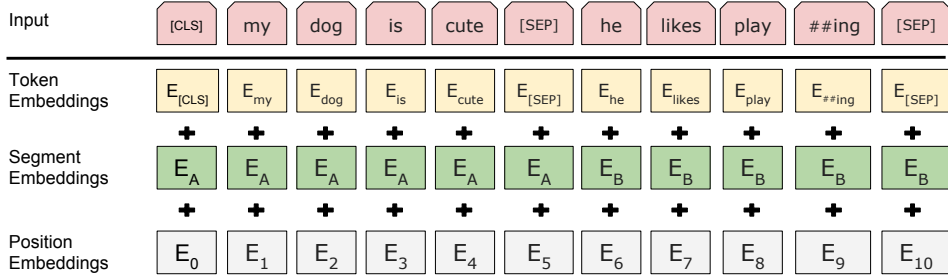 Input [CLS] my dog is cute [SEP] he likes play ##ing [SEP]
Token Embeddings E[CLS] Emy Edog Eis Ecute E[SEP] Ehe Elikes Eplay E##ing E[SEP]
+ + + + + + + + + + +
Segment Embeddings EA EA EA EA EA EA EB EB EB EB EB
+ + + + + + + + + + +
Position Embeddings E0 E1 E2 E3 E4 E5 E6 E7 E8 E9 E10